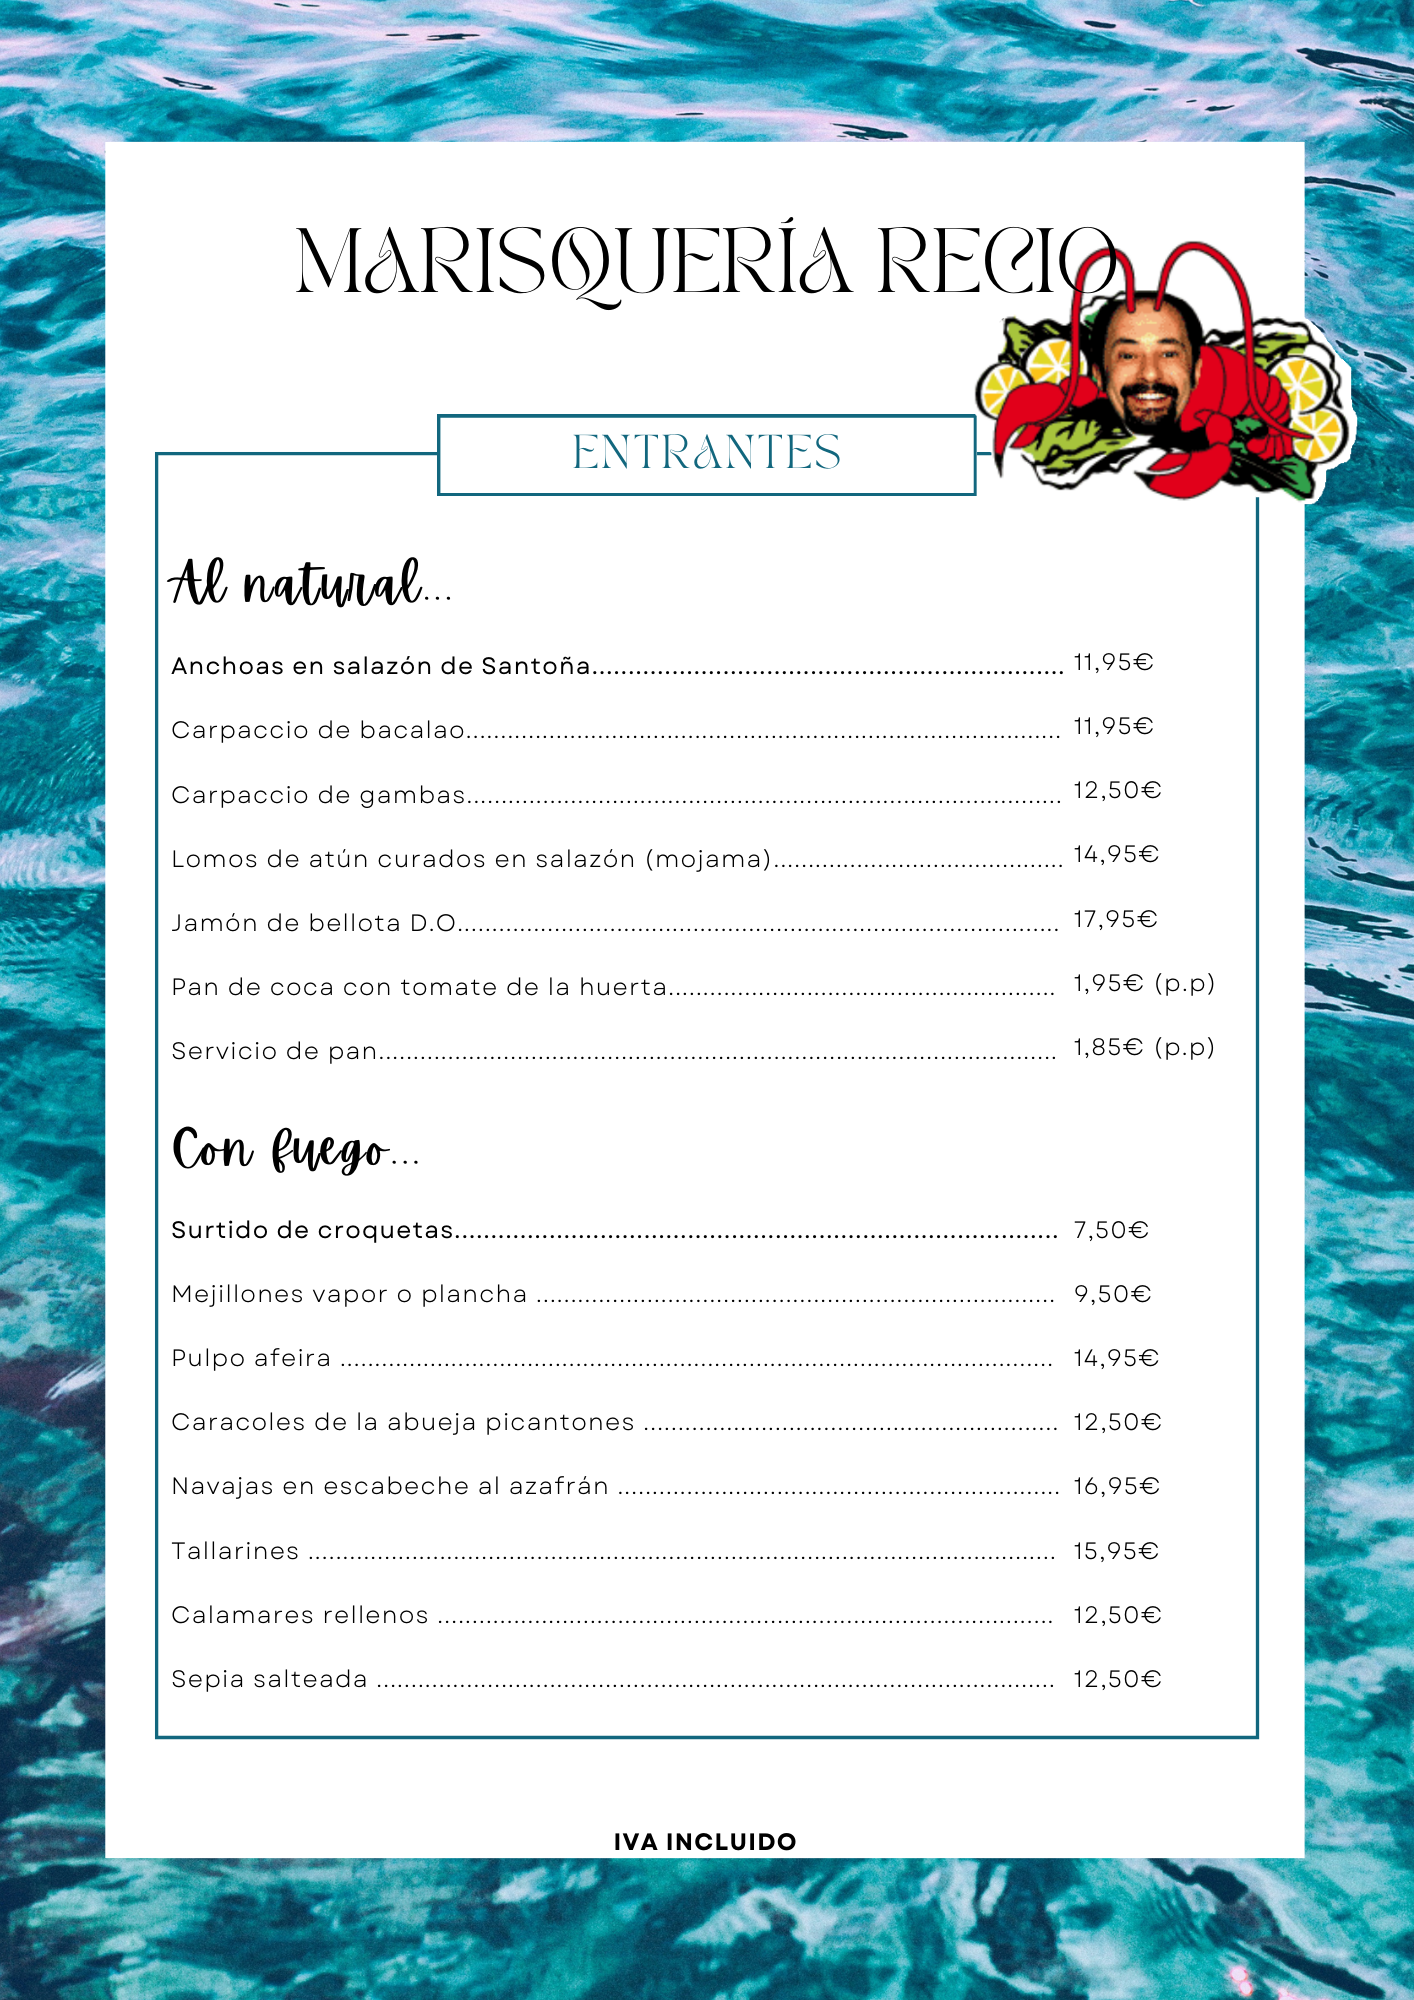 MARISQUERÍA RECIO
ENTRANTES
Al natural...
Anchoas en salazón de Santoña.................................................................. 11,95€
Carpaccio de bacalao..................................................................................... 11,95€
Carpaccio de gambas..................................................................................... 12,50€
Lomos de atún curados en salazón (mojama).......................................... 14,95€
Jamón de bellota D.O...................................................................................... 17,95€
Pan de coca con tomate de la huerta........................................................ 1,95€ (p.p)
Servicio de pan................................................................................................. 1,85€ (p.p)
Con fuego...
Surtido de croquetas.................................................................................... 7,50€
Mejillones vapor o plancha .......................................................................... 9,50€
Pulpo afeira ...................................................................................................... 14,95€
Caracoles de la abueja picantones ............................................................ 12,50€
Navajas en escabeche al azafrán ................................................................ 16,95€
Tallarines ........................................................................................................... 15,95€
Calamares rellenos ........................................................................................ 12,50€
Sepia salteada ................................................................................................. 12,50€
IVA INCLUIDO